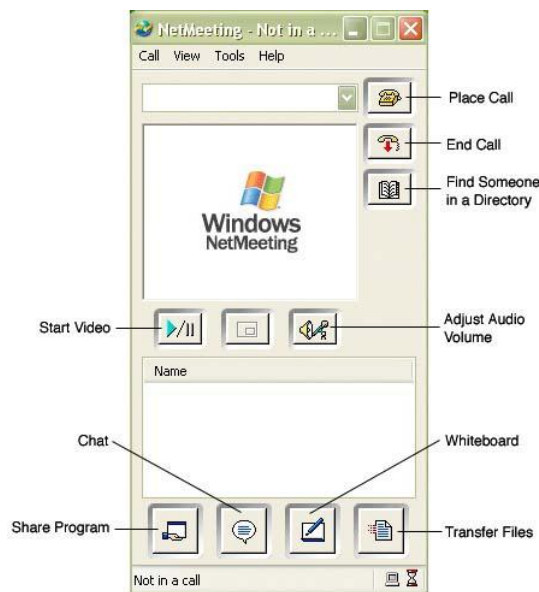 NetMeeting - Not in a ...
Call View Tools Help
Place Call
End Call
Find Someone
in a Directory
Windows
NetMeeting
Start Video
Adjust Audio
Volume
Name
Chat
Whiteboard
Share Program
Transfer Files
Not in a call